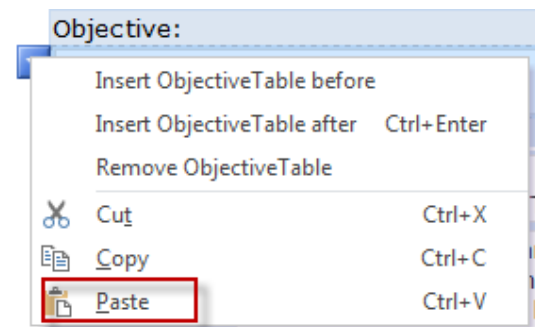 Objective:
Insert ObjectiveTable before
Insert ObjectiveTable after Ctrl+Enter
Remove ObjectiveTable
Cut Ctrl+X
Copy Ctrl+C
Paste Ctrl+V